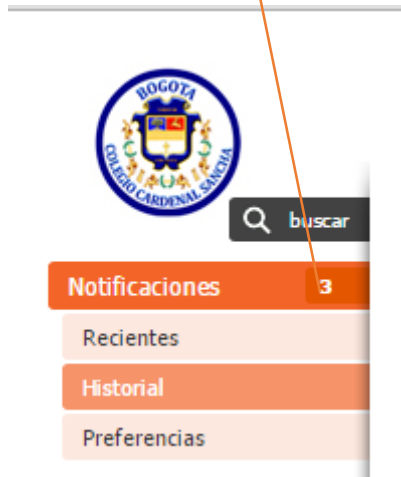 BOGOTA
COLEGIO CARDENAL SANCHA
buscar
Notificaciones 3
Recientes
Historial
Preferencias